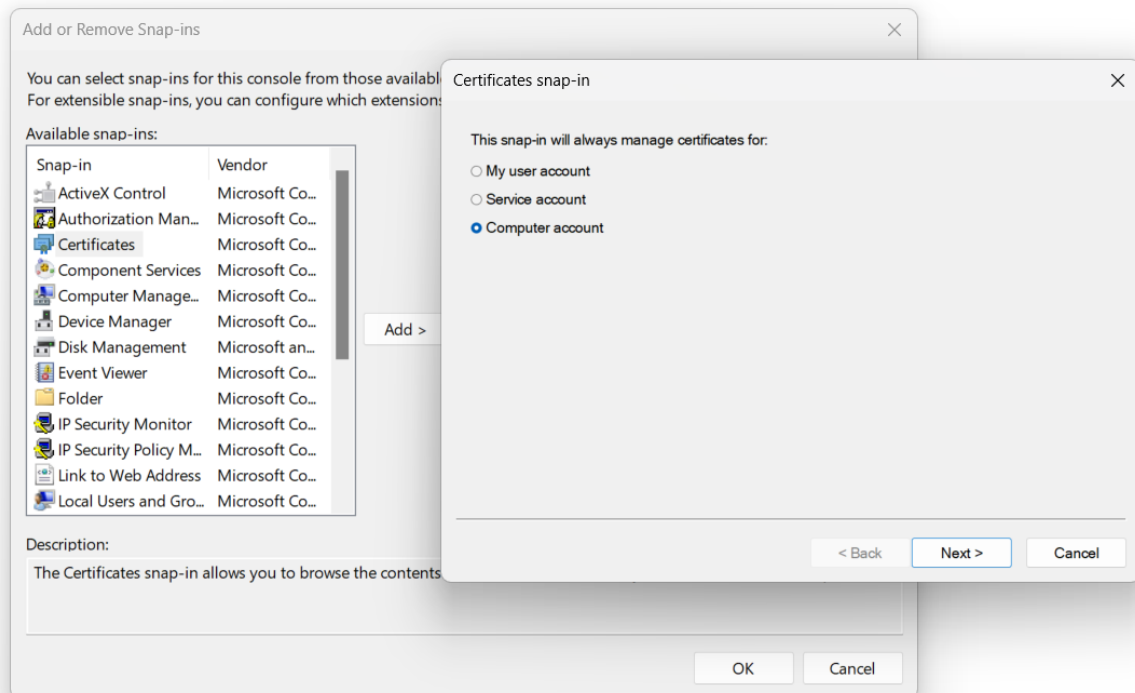 Add or Remove Snap-ins
You can select snap-ins for this console from those availabl
For extensible snap-ins, you can configure which extensions
Available snap-ins:
Snap-in Vendor
ActiveX Control Microsoft Co...
Authorization Man... Microsoft Co...
Certificates Microsoft Co...
Component Services Microsoft Co...
Computer Manage... Microsoft Co...
Device Manager Microsoft Co...
Disk Management Microsoft an...
Event Viewer Microsoft Co...
Folder Microsoft Co...
IP Security Monitor Microsoft Co...
IP Security Policy M... Microsoft Co...
Link to Web Address Microsoft Co...
Local Users and Gro... Microsoft Co...
Add >
Description:
The Certificates snap-in allows you to browse the contents
OK
Cancel
Certificates snap-in
This snap-in will always manage certificates for:
My user account
Service account
Computer account
< Back
Next >
Cancel